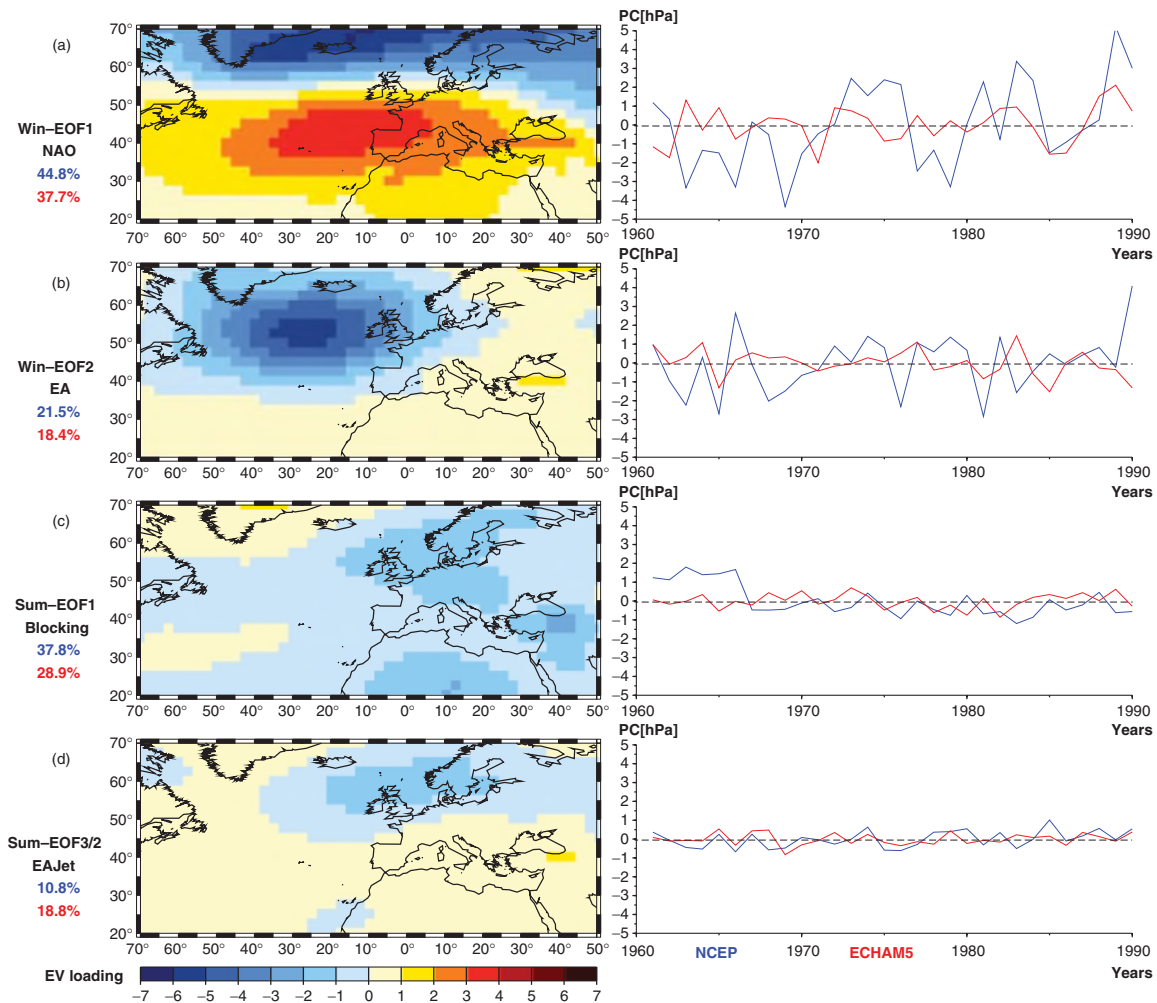 (a)
Win–EOF1
NAO
44.8%
37.7%
70°
60°
50°
40°
30°
20°
70° 60° 50° 40° 30° 20° 10° 0° 10° 20° 30° 40° 50°
PC[hPa]
5
4
3
2
1
0
–1
–2
–3
–4
–5
1960 1970 1980 1990
Years
(b)
Win–EOF2
EA
21.5%
18.4%
70°
60°
50°
40°
30°
20°
70° 60° 50° 40° 30° 20° 10° 0° 10° 20° 30° 40° 50°
PC[hPa]
5
4
3
2
1
0
–1
–2
–3
–4
–5
1960 1970 1980 1990
Years
(c)
Sum–EOF1
Blocking
37.8%
28.9%
70°
60°
50°
40°
30°
20°
70° 60° 50° 40° 30° 20° 10° 0° 10° 20° 30° 40° 50°
PC[hPa]
5
4
3
2
1
0
–1
–2
–3
–4
–5
1960 1970 1980 1990
Years
(d)
Sum–EOF3/2
EAJet
10.8%
18.8%
70°
60°
50°
40°
30°
20°
70° 60° 50° 40° 30° 20° 10° 0° 10° 20° 30° 40° 50°
PC[hPa]
5
4
3
2
1
0
–1
–2
–3
–4
–5
1960 1970 1980 1990
NCEP ECHAM5
Years
EV loading
–7 –6 –5 –4 –3 –2 –1 0 1 2 3 4 5 6 7